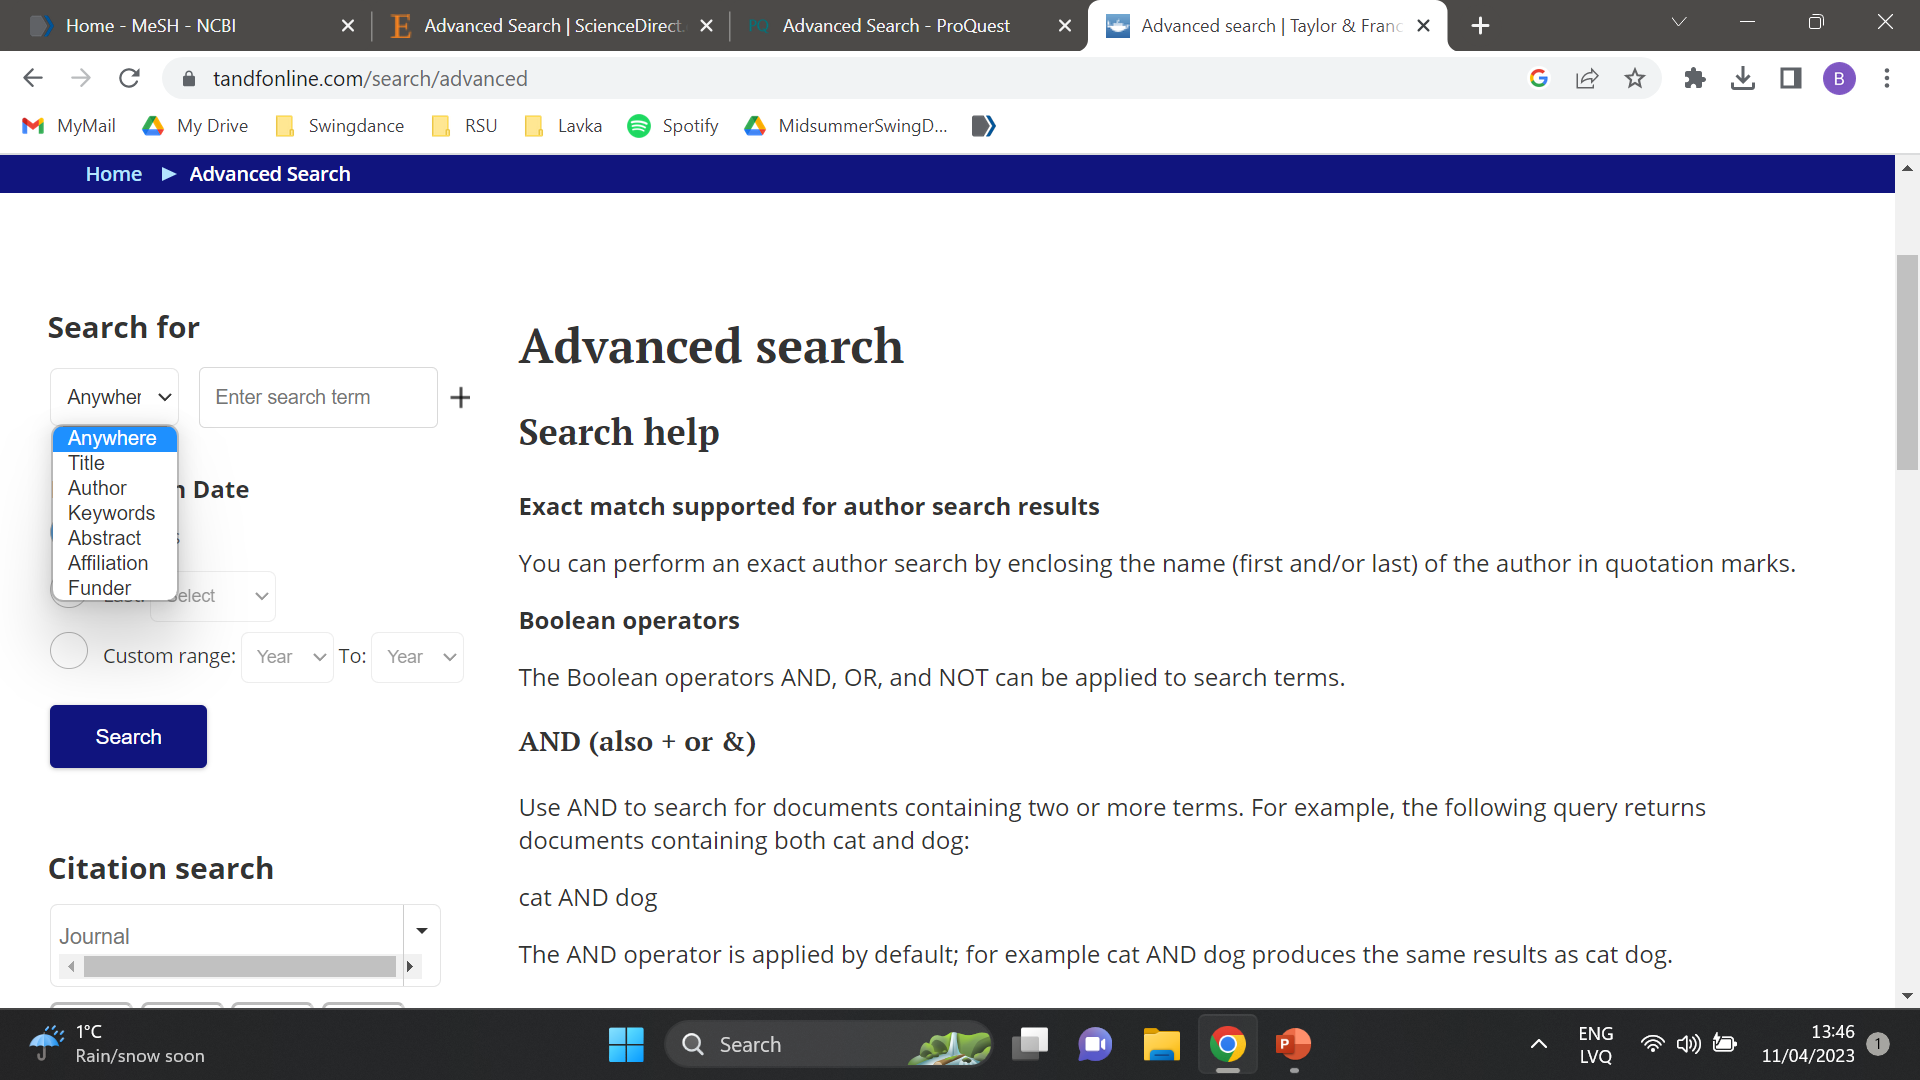 Home - MeSH - NCBI
Advanced Search | ScienceDirect.
Advanced Search - ProQuest
Advanced search | Taylor & Franc
tandfonline.com/search/advanced
B
MyMail
My Drive
Swingdance
RSU
Lavka
Spotify
MidsummerSwingD...
Home ► Advanced Search
Search for
Anywher
Enter search term
+
Anywhere
Title
Author
Keywords
Abstract
Affiliation
Funder
n Date
Select
Custom range:
Year
To:
Year
Search
Citation search
Journal
Advanced search
Search help
Exact match supported for author search results
You can perform an exact author search by enclosing the name (first and/or last) of the author in quotation marks.
Boolean operators
The Boolean operators AND, OR, and NOT can be applied to search terms.
AND (also + or &)
Use AND to search for documents containing two or more terms. For example, the following query returns
documents containing both cat and dog:
cat AND dog
The AND operator is applied by default; for example cat AND dog produces the same results as cat dog.
1°C
Rain/snow soon
Search
ENG
LVQ
13:46
11/04/2023
1